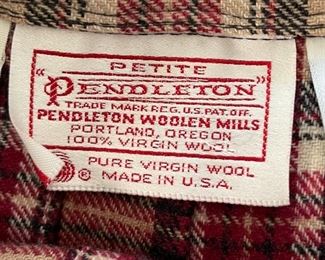 PETITE
"PENDLETON"
TRADE MARK REG. U.S. PAT. OFF.
PENDLETON WOOLEN MILLS
PORTLAND, OREGON
100% VIRGIN WOOL
PURE VIRGIN WOOL
® MADE IN U.S.A.